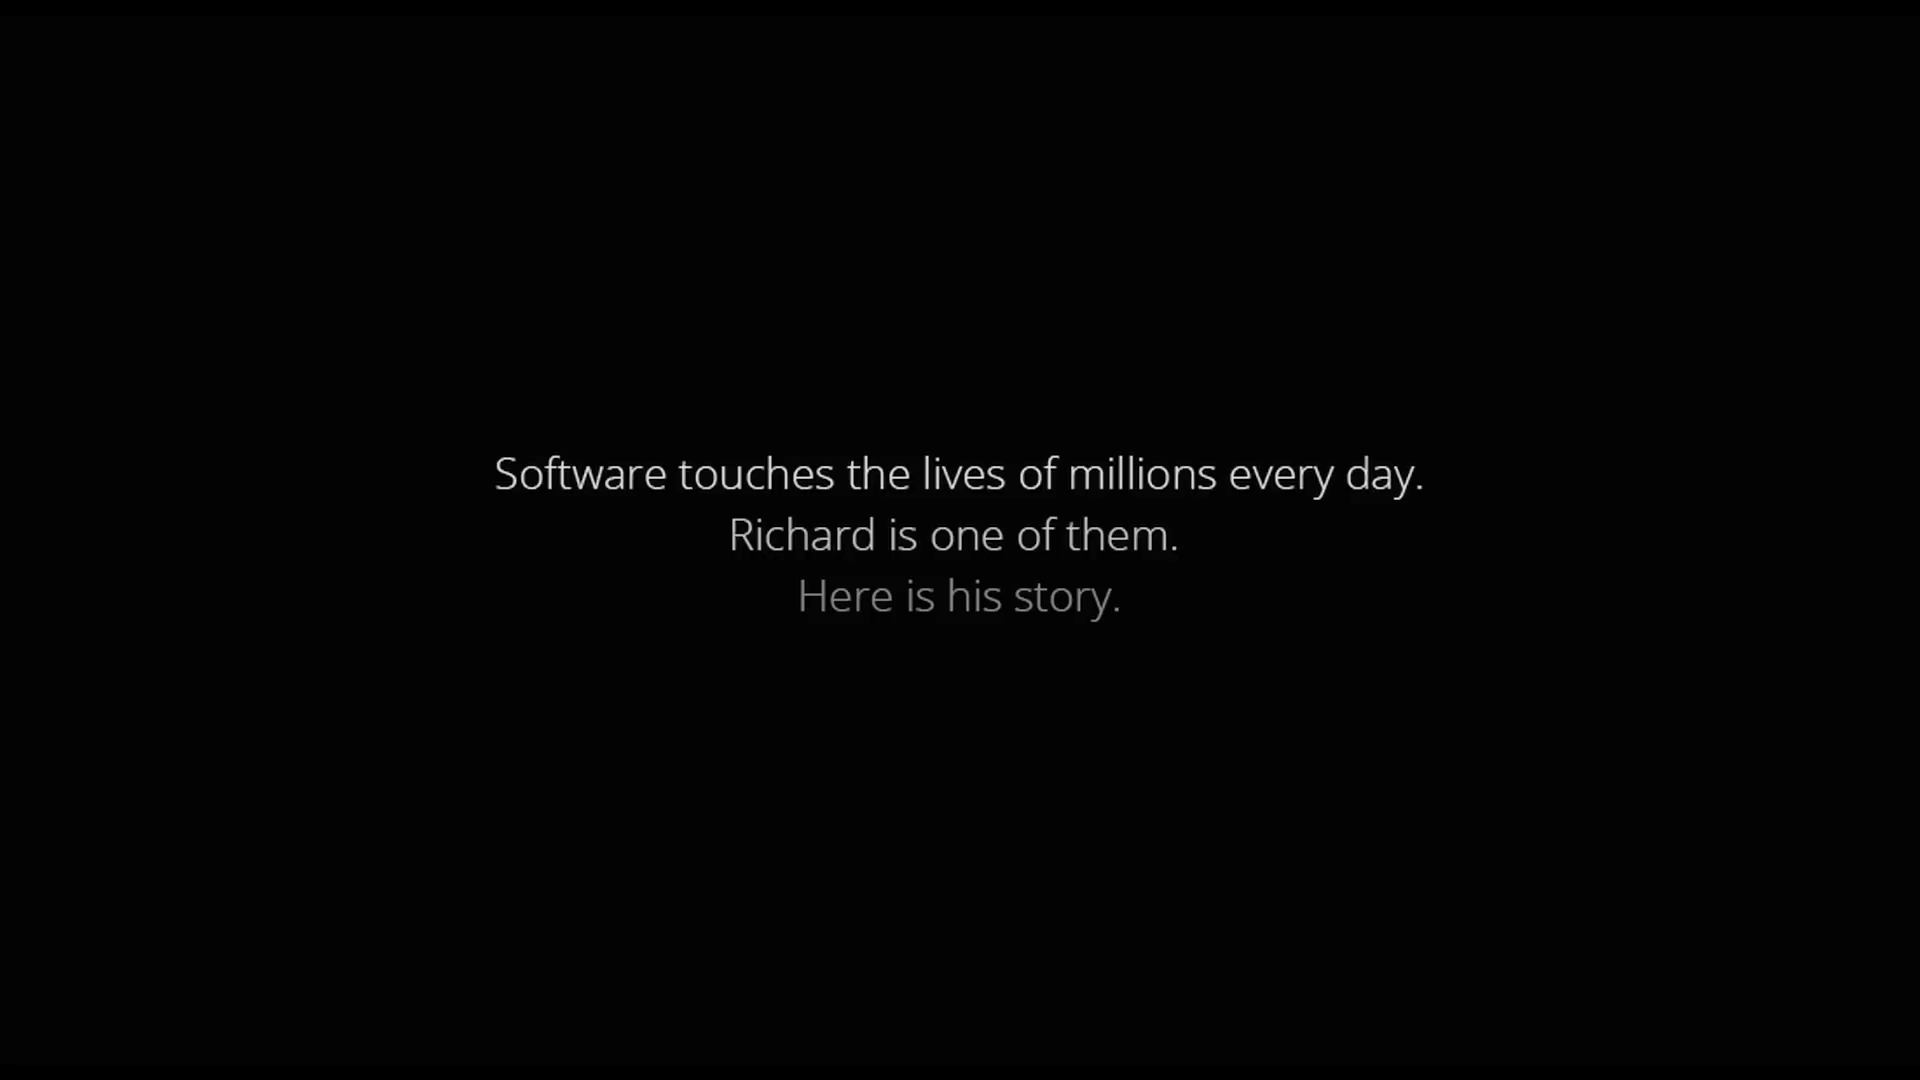 Software touches the lives of millions every day.
Richard is one of them.
Here is his story.